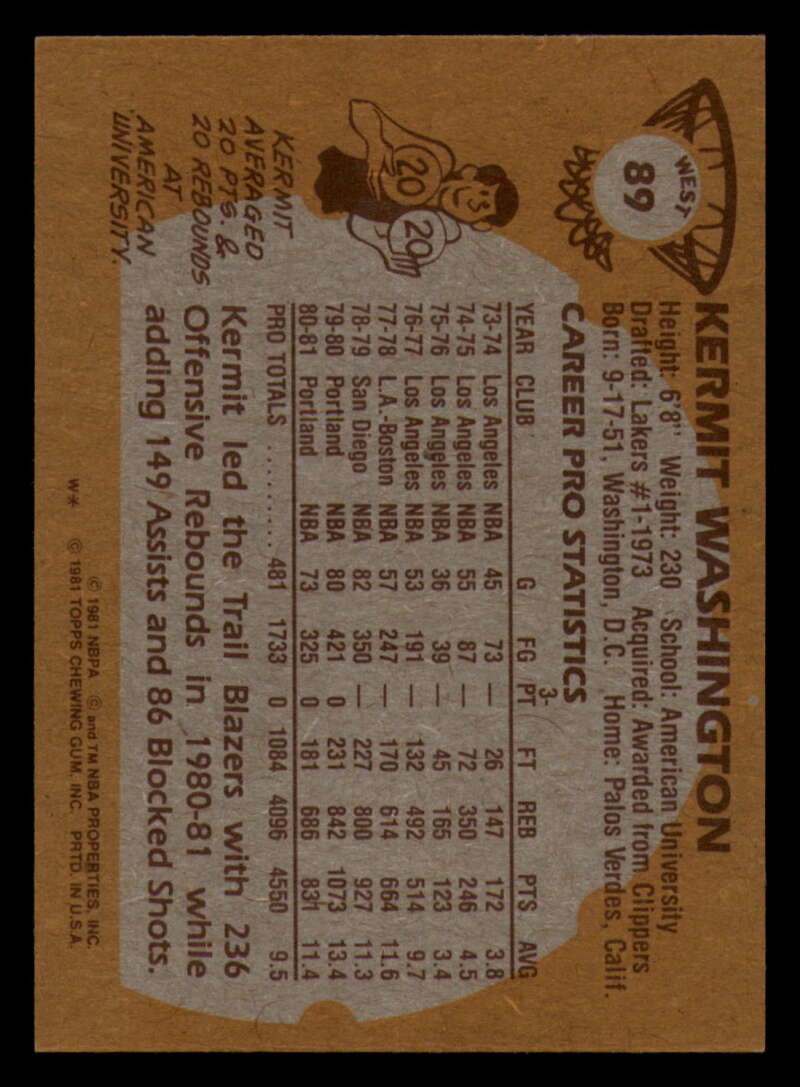 WEST
89
KERMIT WASHINGTON
Height: 6'8" Weight: 230 School: American University
Drafted: Lakers #1-1973 Acquired: Awarded from Clippers
Born: 9-17-51, Washington, D.C. Home: Palos Verdes, Calif.
CAREER PRO STATISTICS
YEAR CLUB G FG 3-PT FT REB PTS AVG
73-74 Los Angeles NBA 45 73 — 26 147 172 3.8
74-75 Los Angeles NBA 55 87 — 72 350 246 4.5
75-76 Los Angeles NBA 36 39 — 45 165 123 3.4
76-77 Los Angeles NBA 53 191 — 132 492 514 9.7
77-78 L.A.-Boston NBA 57 247 — 170 614 664 11.6
78-79 San Diego NBA 82 350 — 227 800 927 11.3
79-80 Portland NBA 80 421 0 231 842 1073 13.4
80-81 Portland NBA 73 325 0 181 686 831 11.4
PRO TOTALS .......... 481 1733 0 1084 4096 4550 9.5
20
20
KERMIT
AVERAGED
20 PTS. &
20 REBOUNDS
AT
AMERICAN
UNIVERSITY.
Kermit led the Trail Blazers with 236
Offensive Rebounds in 1980-81 while
adding 149 Assists and 86 Blocked Shots.
© 1981 NBPA © and TM NBA PROPERTIES, INC.
W* © 1981 TOPPS CHEWING GUM, INC. PRTD. IN U.S.A.